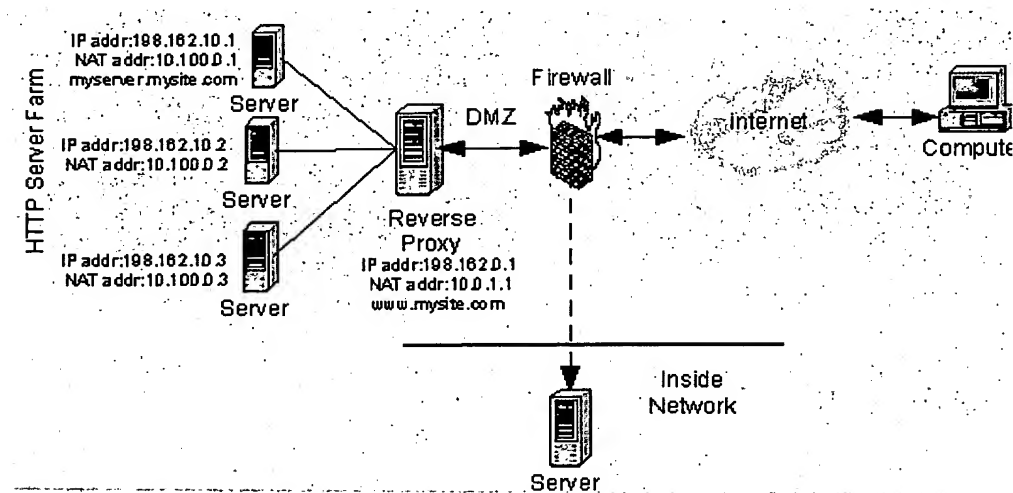 HTTP Server Farm
IP addr:198.162.10.1
NAT addr:10.100.0.1
myserver.mysite.com
Server
IP addr:198.162.10.2
NAT addr:10.100.0.2
Server
IP addr:198.162.10.3
NAT addr:10.100.0.3
Server
Reverse
Proxy
IP addr:198.162.0.1
NAT addr:10.0.1.1
www.mysite.com
DMZ
Firewall
Internet
Compute
Inside
Network
Server